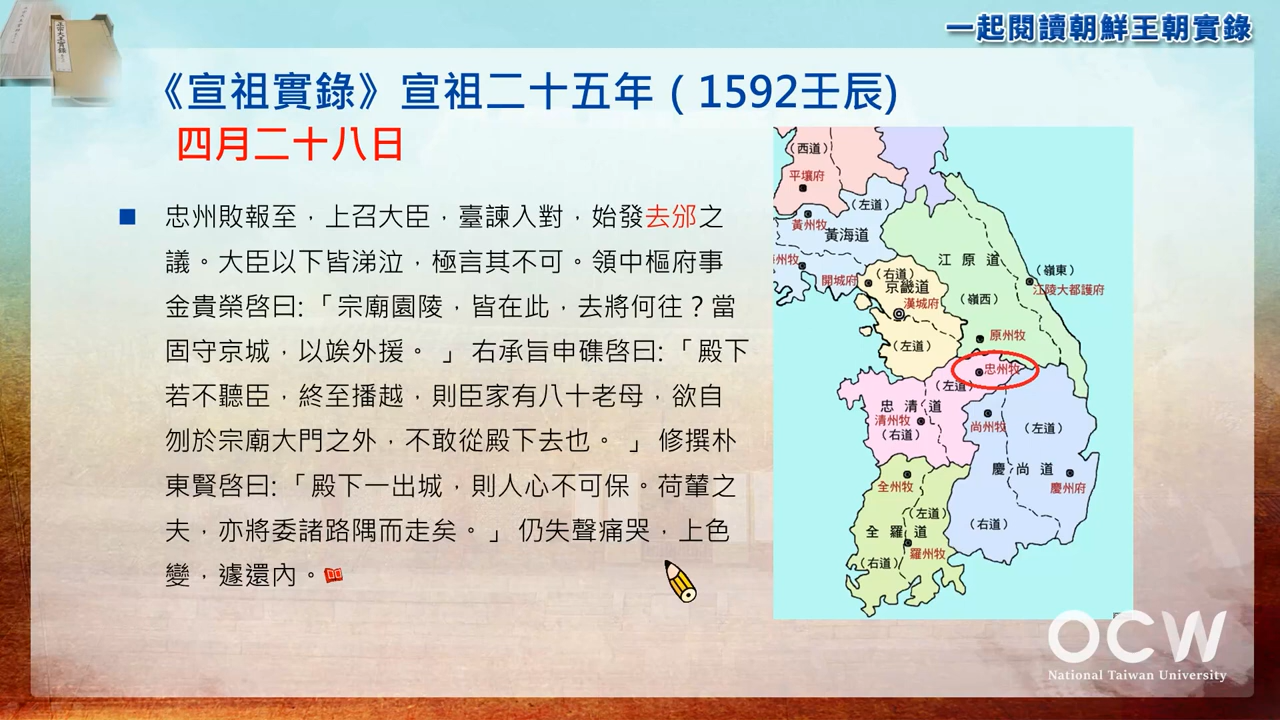 一起閱讀朝鮮王朝實錄
《宣祖實錄》宣祖二十五年（1592壬辰)
四月二十八日
忠州敗報至，上召大臣，臺諫入對，始發去邠之
議。大臣以下皆涕泣，極言其不可。領中樞府事
金貴榮啓曰:「宗廟園陵，皆在此，去將何往？當
固守京城，以竢外援。 」 右承旨申磼啓曰:「殿下
若不聽臣，終至播越，則臣家有八十老母，欲自
刎於宗廟大門之外，不敢從殿下去也。 」 修撰朴
東賢啓曰:「殿下一出城，則人心不可保。荷輦之
夫，亦將委諸路隅而走矣。」 仍失聲痛哭，上色
變，遽還內。
(西道)
平壤府
(左道)
黃州牧
黃海道
州牧
開城府
(右道)
京畿道
漢城府
(左道)
江原道
(嶺東)
江陵大都護府
(嶺西)
原州牧
忠州牧
(左道)
忠清道
清州牧
(右道)
尚州牧
(左道)
慶尚道
慶州府
(右道)
全州牧
(左道)
全羅道
羅州牧
(右道)
OCW
National Taiwan University